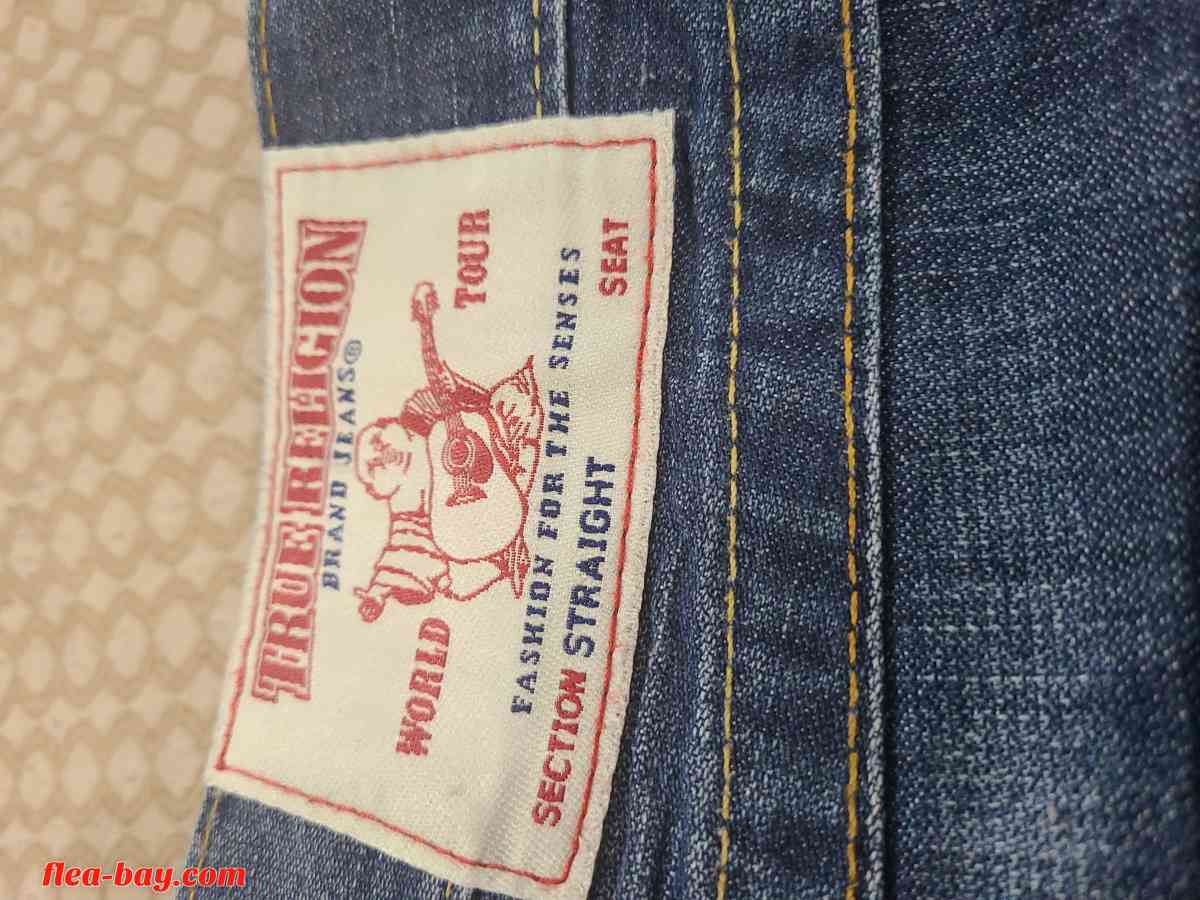 TRUE RELIGION
BRAND JEANS®
WORLD TOUR
FASHION FOR THE SENSES
SECTION STRAIGHT SEAT
flea-bay.com